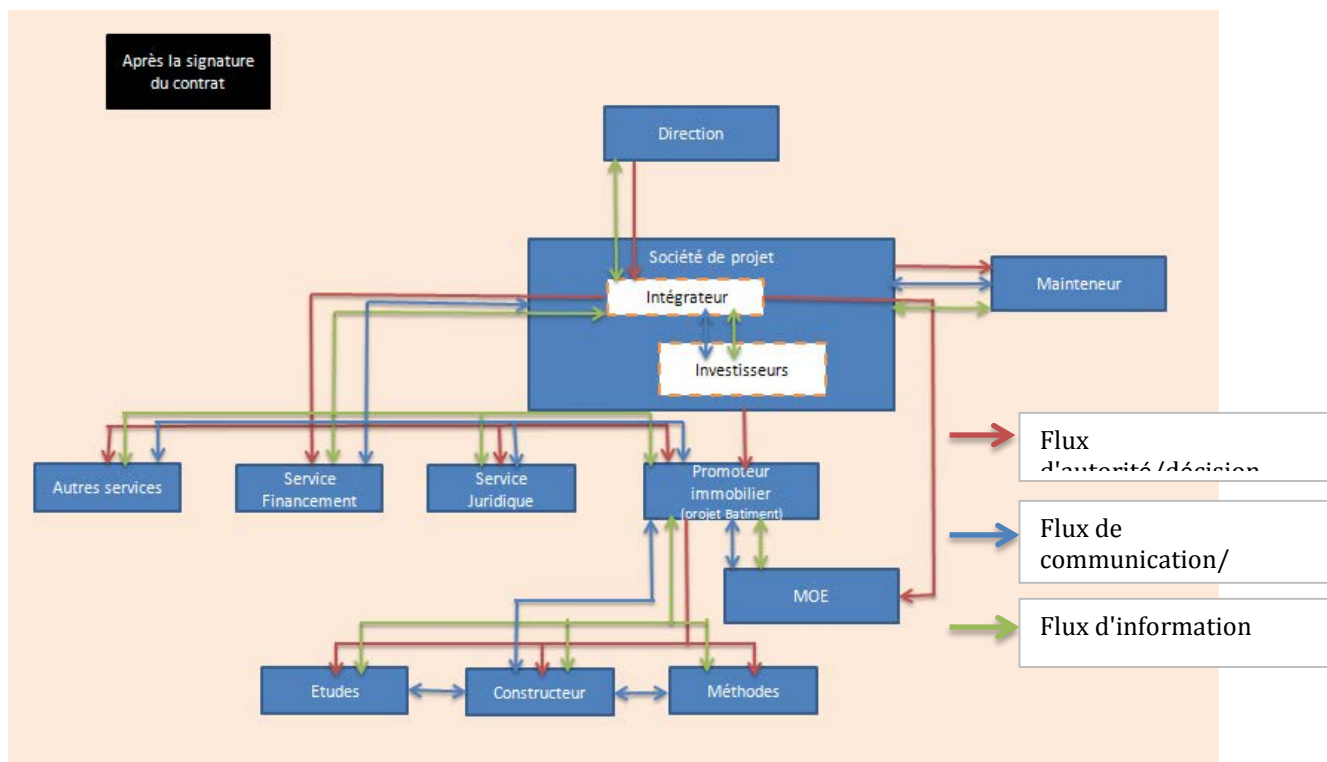 Après la signature
du contrat
Direction
Société de projet
Intégrateur
Mainteneur
Investisseurs
Autres services
Service
Financement
Service
Juridique
Promoteur
immobilier
(projet Batiment)
MOE
Etudes
Constructeur
Méthodes
Flux
d'autorité/décision
Flux de
communication/
Flux d'information